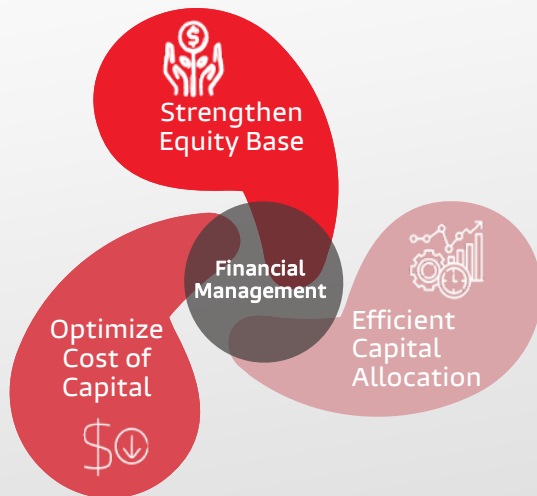 Strengthen
Equity Base
Financial
Management
Efficient
Capital
Allocation
Optimize
Cost of
Capital